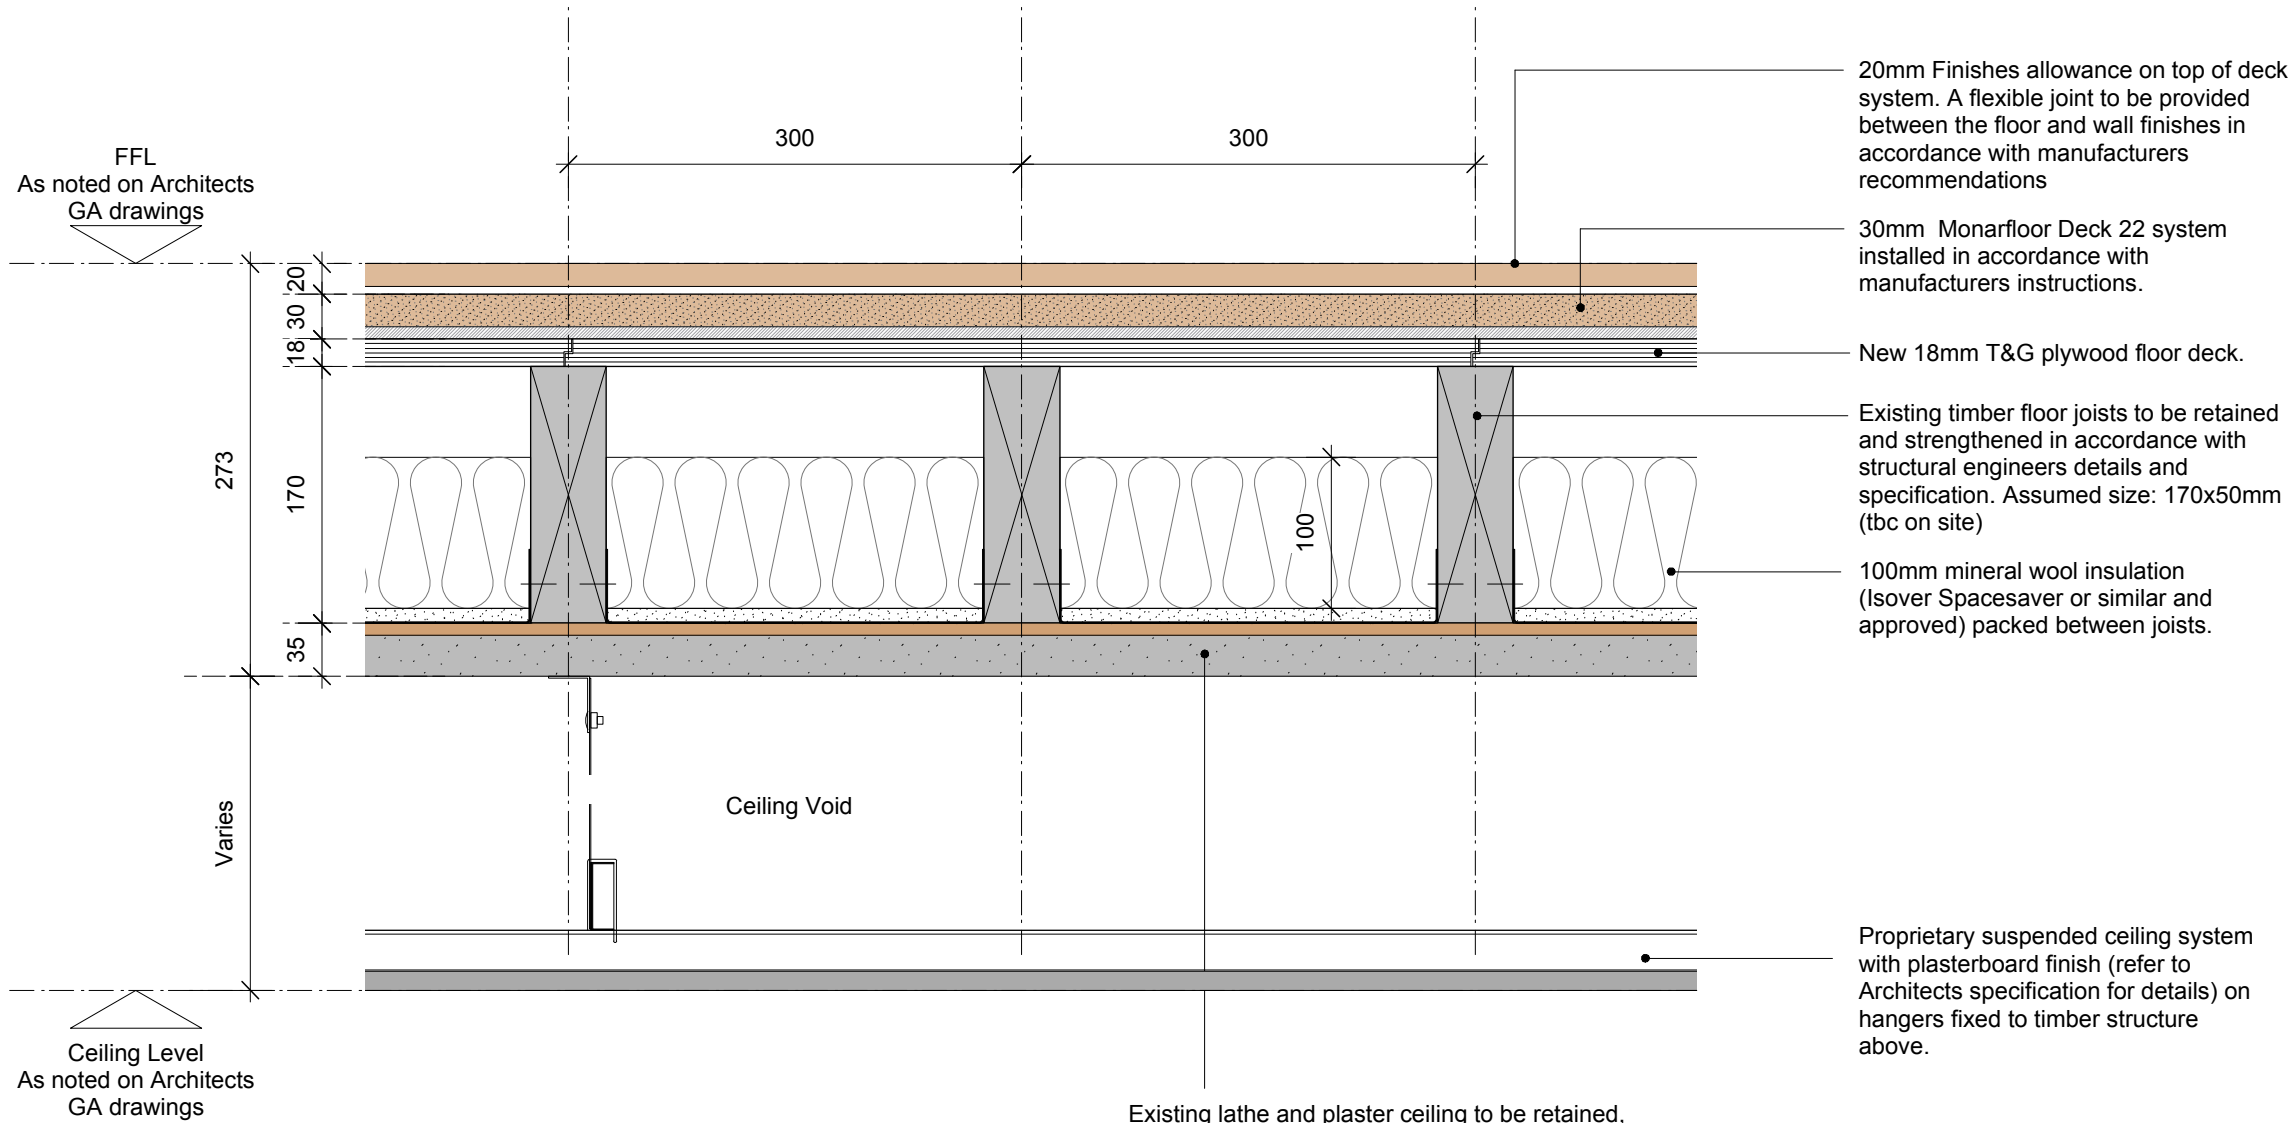 20mm Finishes allowance on top of deck
system. A flexible joint to be provided
between the floor and wall finishes in
accordance with manufacturers
recommendations
300
300
FFL
As noted on Architects
GA drawings
30mm  Monarfloor Deck 22 system
installed in accordance with
manufacturers instructions.
20
30
18
New 18mm T&G plywood floor deck.
Existing timber floor joists to be retained
and strengthened in accordance with
structural engineers details and
specification. Assumed size: 170x50mm
(tbc on site)
273
170
100
100mm mineral wool insulation
(Isover Spacesaver or similar and
approved) packed between joists.
35
Varies
Ceiling Void
Proprietary suspended ceiling system
with plasterboard finish (refer to
Architects specification for details) on
hangers fixed to timber structure
above.
Ceiling Level
As noted on Architects
GA drawings
Existing lathe and plaster ceiling to be retained,